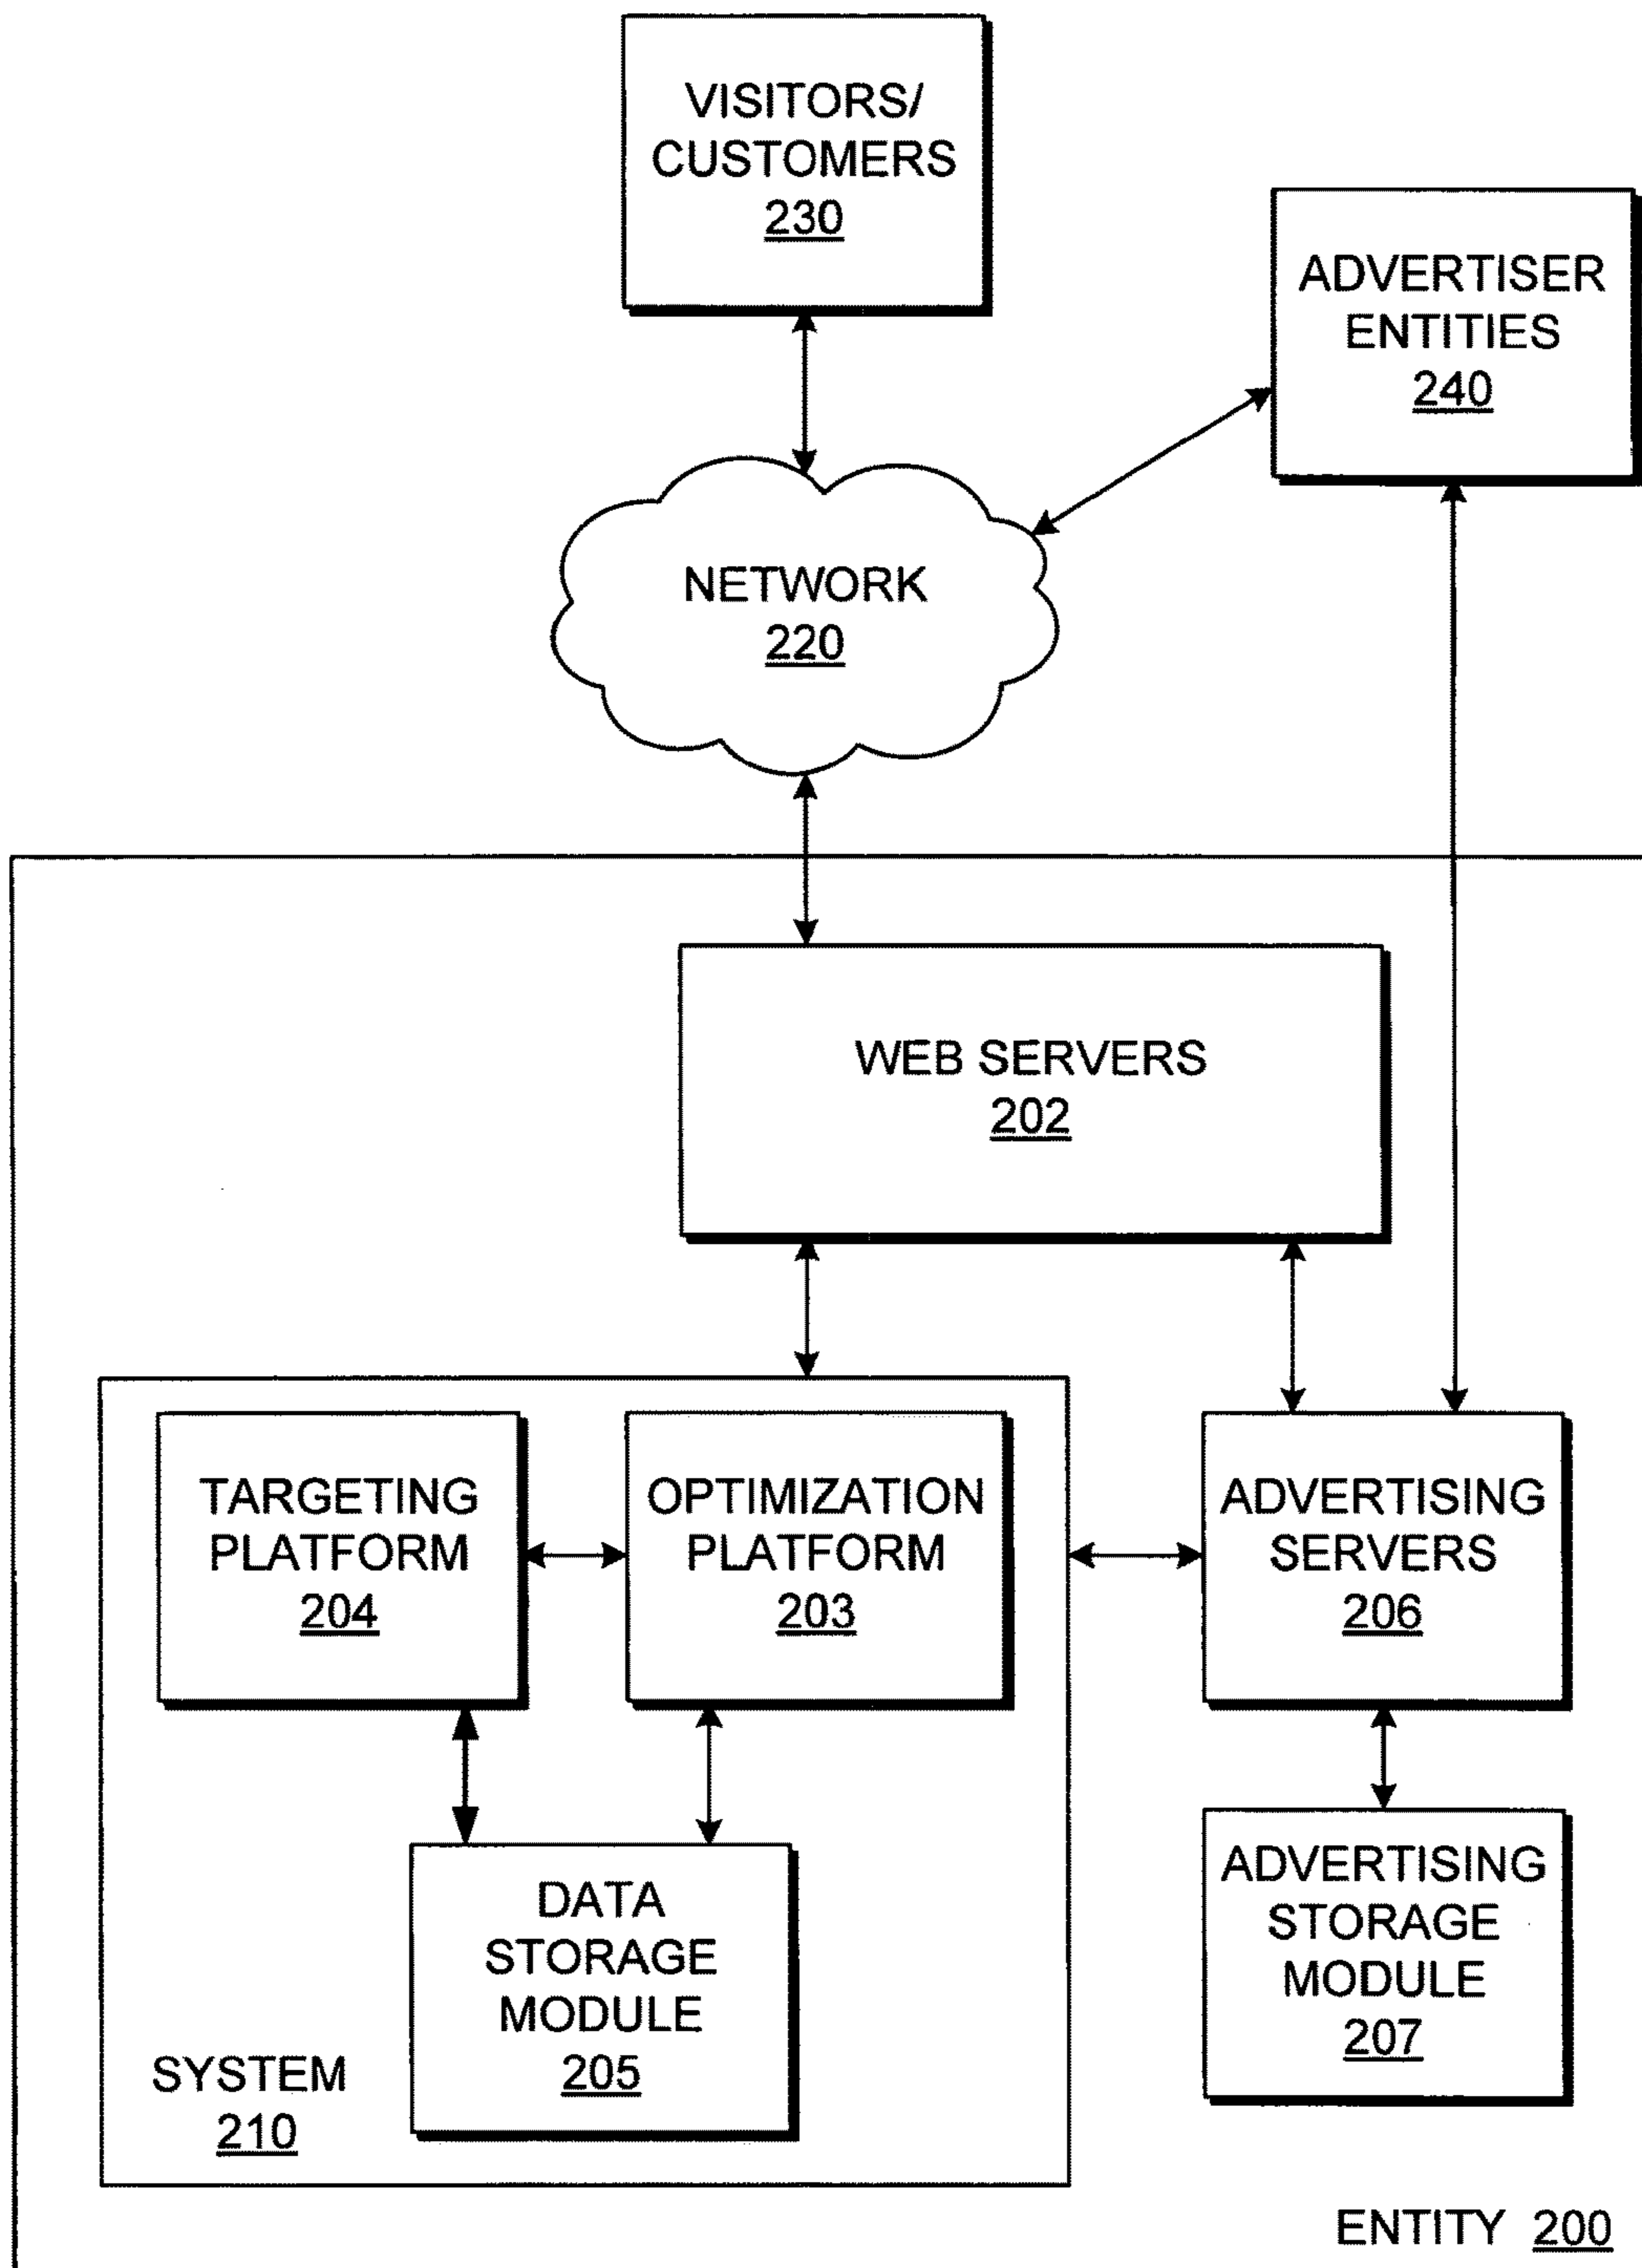 VISITORS/
CUSTOMERS
230
ADVERTISER
ENTITIES
240
NETWORK
220
WEB SERVERS
202
TARGETING
PLATFORM
204
OPTIMIZATION
PLATFORM
203
ADVERTISING
SERVERS
206
DATA
STORAGE
MODULE
205
ADVERTISING
STORAGE
MODULE
207
SYSTEM
210
ENTITY 200